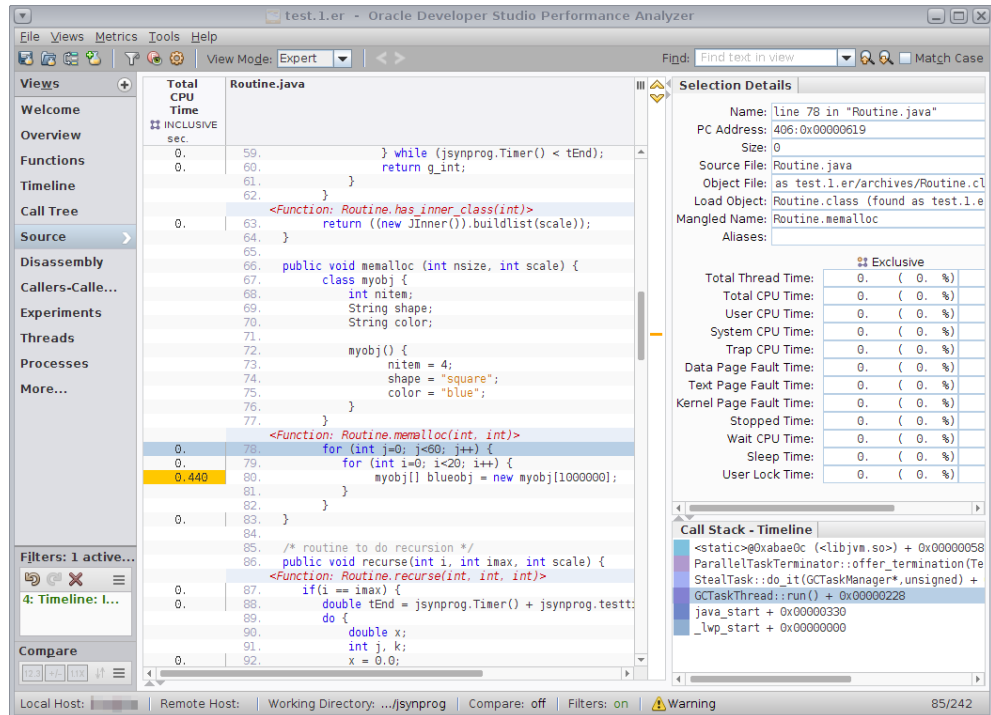 test.1.er - Oracle Developer Studio Performance Analyzer
File Views Metrics Tools Help
View Mode: Expert
Find: Find text in view Match Case
Views
Welcome
Overview
Functions
Timeline
Call Tree
Source
Disassembly
Callers-Calle...
Experiments
Threads
Processes
More...
Filters: 1 active...
4: Timeline: I...
Compare
12.3 +/- 11X
Total CPU Time
INCLUSIVE
sec.
Routine.java
0. 59. } while (jsynprog.Timer() < tEnd);
0. 60. return g_int;
61. }
62. }
<Function: Routine.has_inner_class(int)>
0. 63. return ((new JInner()).buildlist(scale));
64. }
65.
66. public void memalloc (int nsize, int scale) {
67. class myobj {
68. int nitem;
69. String shape;
70. String color;
71.
72. myobj() {
73. nitem = 4;
74. shape = "square";
75. color = "blue";
76. }
77. }
<Function: Routine.memalloc(int, int)>
0. 78. for (int j=0; j<60; j++) {
0. 79. for (int i=0; i<20; i++) {
0.440 80. myobj[] blueobj = new myobj[1000000];
81. }
82. }
0. 83. }
84.
85. /* routine to do recursion */
86. public void recurse(int i, int imax, int scale) {
<Function: Routine.recurse(int, int, int)>
0. 87. if(i == imax) {
0. 88. double tEnd = jsynprog.Timer() + jsynprog.testti
89. do {
90. double x;
91. int j, k;
0. 92. x = 0.0;
Selection Details
Name: line 78 in "Routine.java"
PC Address: 406:0x00000619
Size: 0
Source File: Routine.java
Object File: as test.1.er/archives/Routine.cl
Load Object: Routine.class (found as test.1.e
Mangled Name: Routine.memalloc
Aliases:
Exclusive
Total Thread Time: 0. ( 0. %)
Total CPU Time: 0. ( 0. %)
User CPU Time: 0. ( 0. %)
System CPU Time: 0. ( 0. %)
Trap CPU Time: 0. ( 0. %)
Data Page Fault Time: 0. ( 0. %)
Text Page Fault Time: 0. ( 0. %)
Kernel Page Fault Time: 0. ( 0. %)
Stopped Time: 0. ( 0. %)
Wait CPU Time: 0. ( 0. %)
Sleep Time: 0. ( 0. %)
User Lock Time: 0. ( 0. %)
Call Stack - Timeline
<static>@0xabae0c (<libjvm.so>) + 0x00000058
ParallelTaskTerminator::offer_termination(Te
StealTask::do_it(GCTaskManager*,unsigned) +
GCTaskThread::run() + 0x00000228
java_start + 0x00000330
_lwp_start + 0x00000000
Local Host: Remote Host: Working Directory: .../jsynprog Compare: off Filters: on Warning 85/242